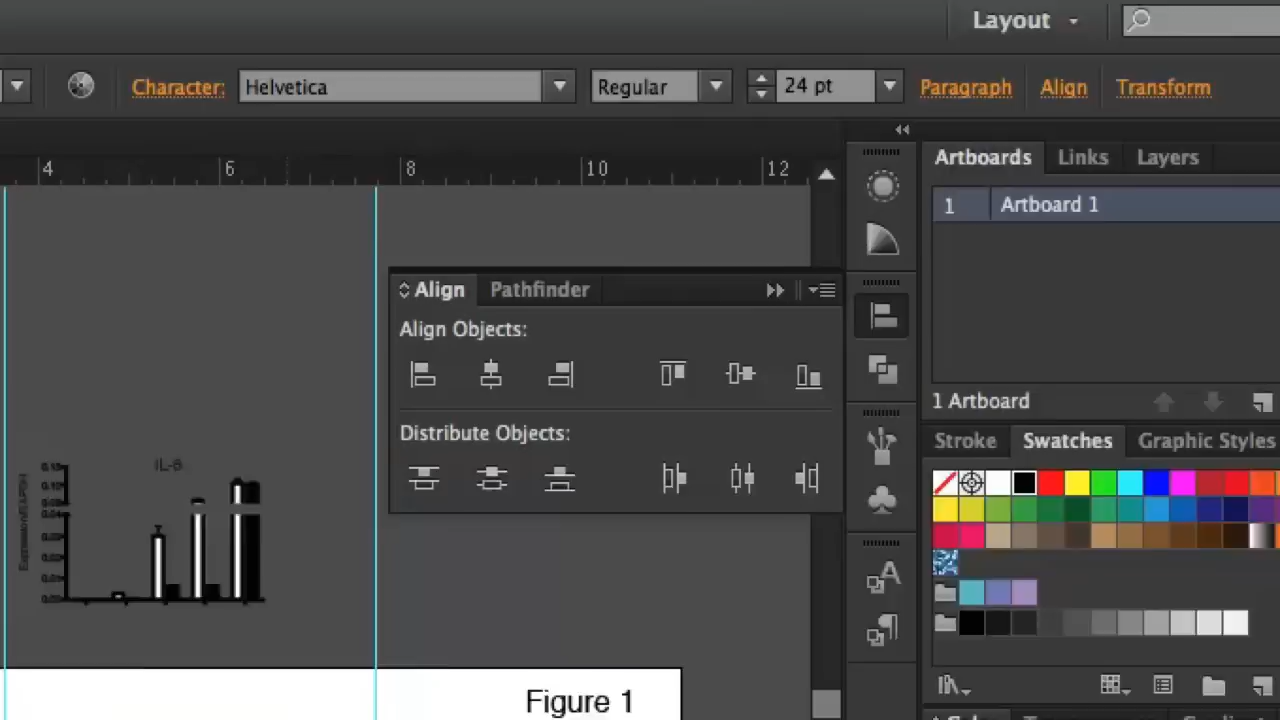 Layout
Character: Helvetica Regular 24 pt Paragraph Align Transform
4 6 8 10 12
Artboards Links Layers
1 Artboard 1
Align Pathfinder
Align Objects:
Distribute Objects:
1 Artboard
Stroke Swatches Graphic Styles
Figure 1